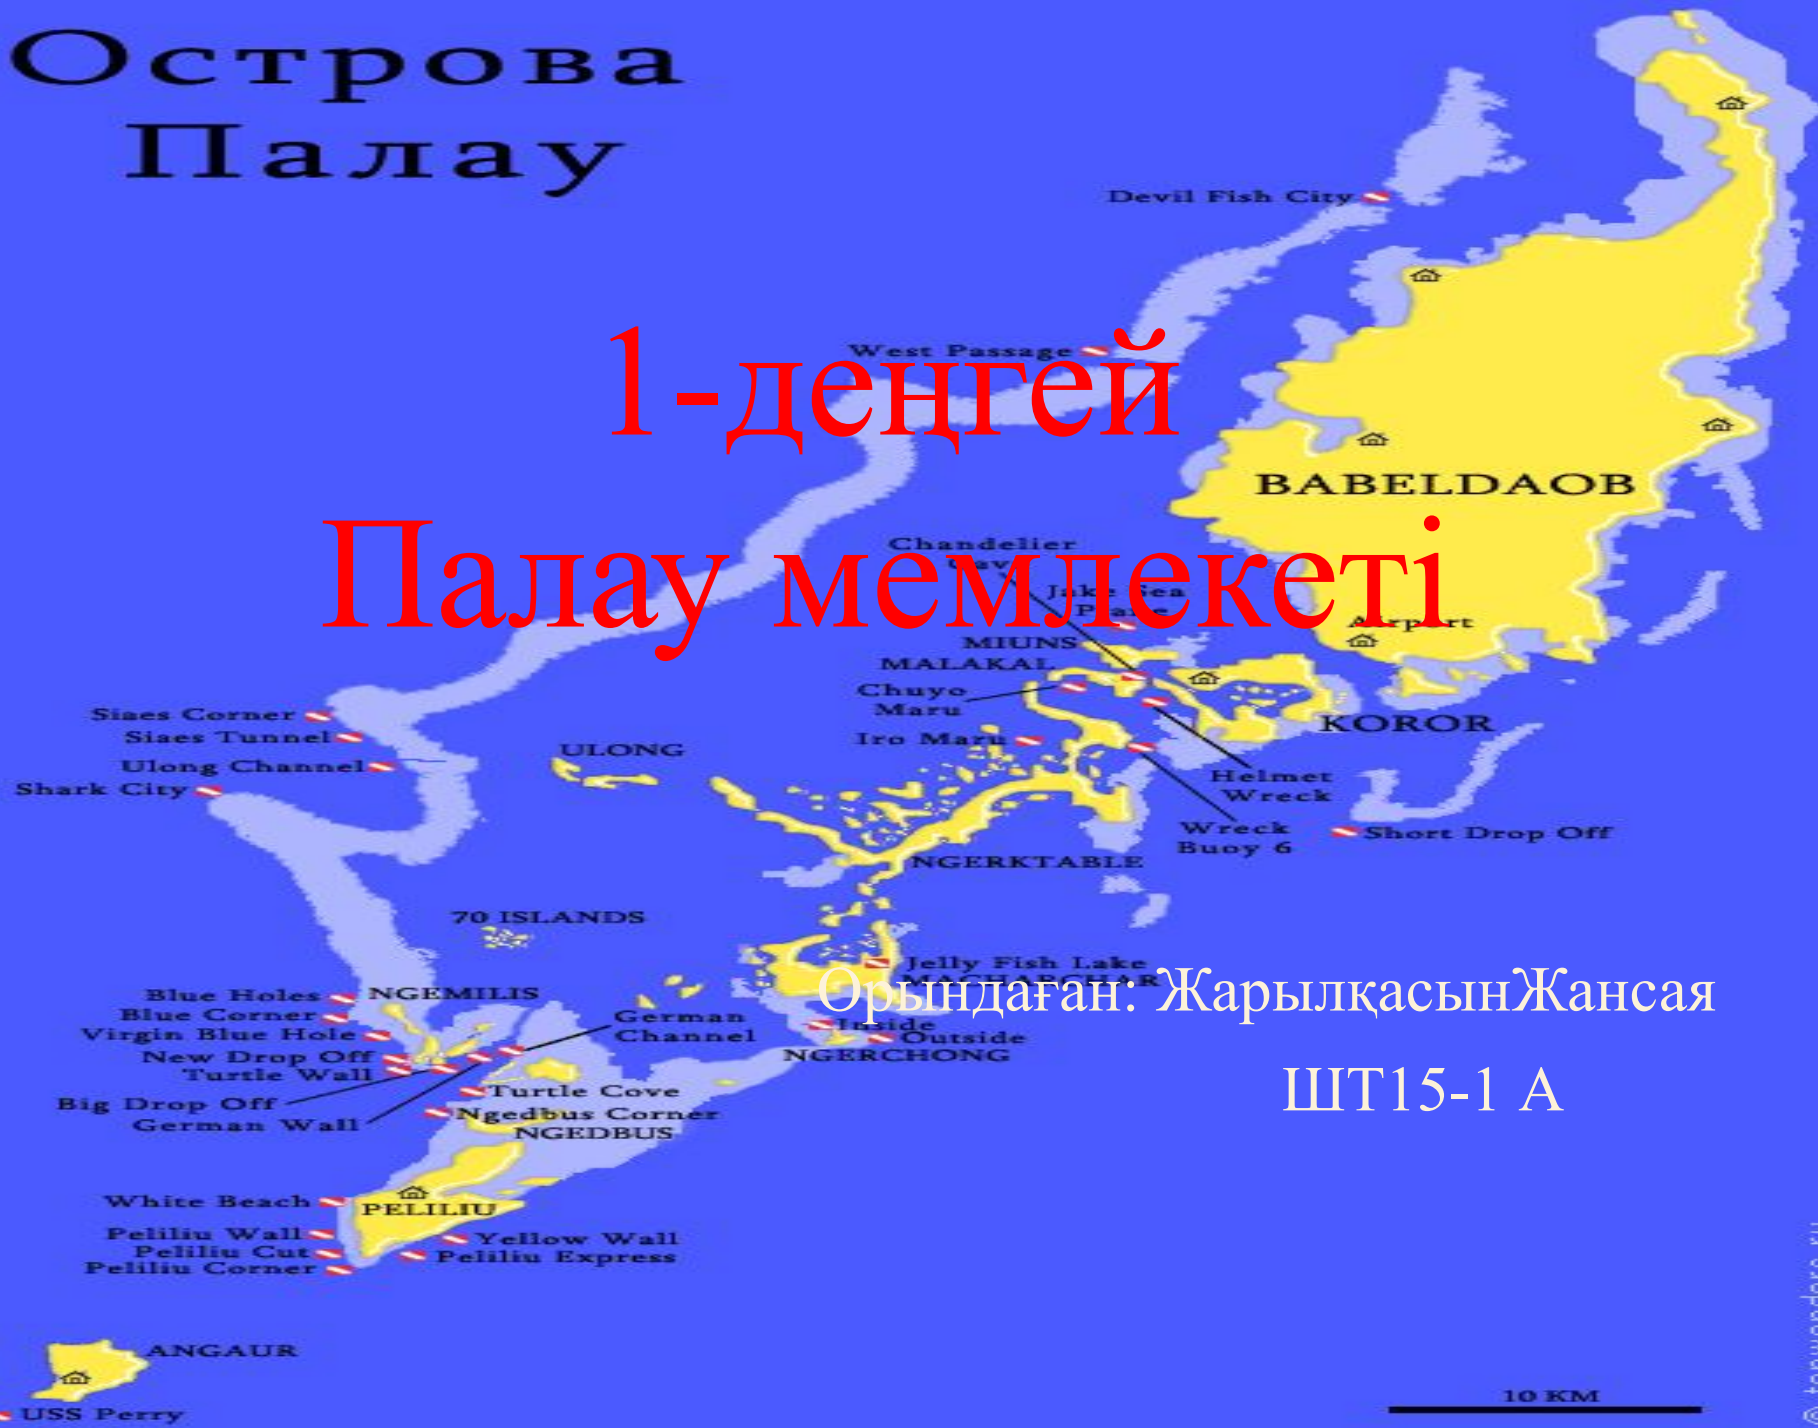 Острова
Палау
Devil Fish City
1-деңгей
West Passage
BABELDAOB
Палау мемлекеті
Chandelier
Jake Sea
Airport
MIUNS
MALAKAL
Chuyo
Maru
KOROR
Siaes Corner
Siaes Tunnel
Iro Maru
ULONG
Ulong Channel
Shark City
Helmet
Wreck
Wreck
Buoy 6
Short Drop Off
NGERKTABLE
70 ISLANDS
Jelly Fish Lake
Орындаған: ЖарылқасынЖансая
Blue Holes
NGEMILIS
Blue Corner
German
Channel
Inside
Outside
Virgin Blue Hole
NGERCHONG
New Drop Off
Turtle Wall
Turtle Cove
ШТ15-1 А
Big Drop Off
German Wall
Ngedbus Corner
NGEDBUS
White Beach
PELILIU
Peliliu Wall
Yellow Wall
Peliliu Cut
Peliliu Express
Peliliu Corner
ANGAUR
10 KM
USS Perry